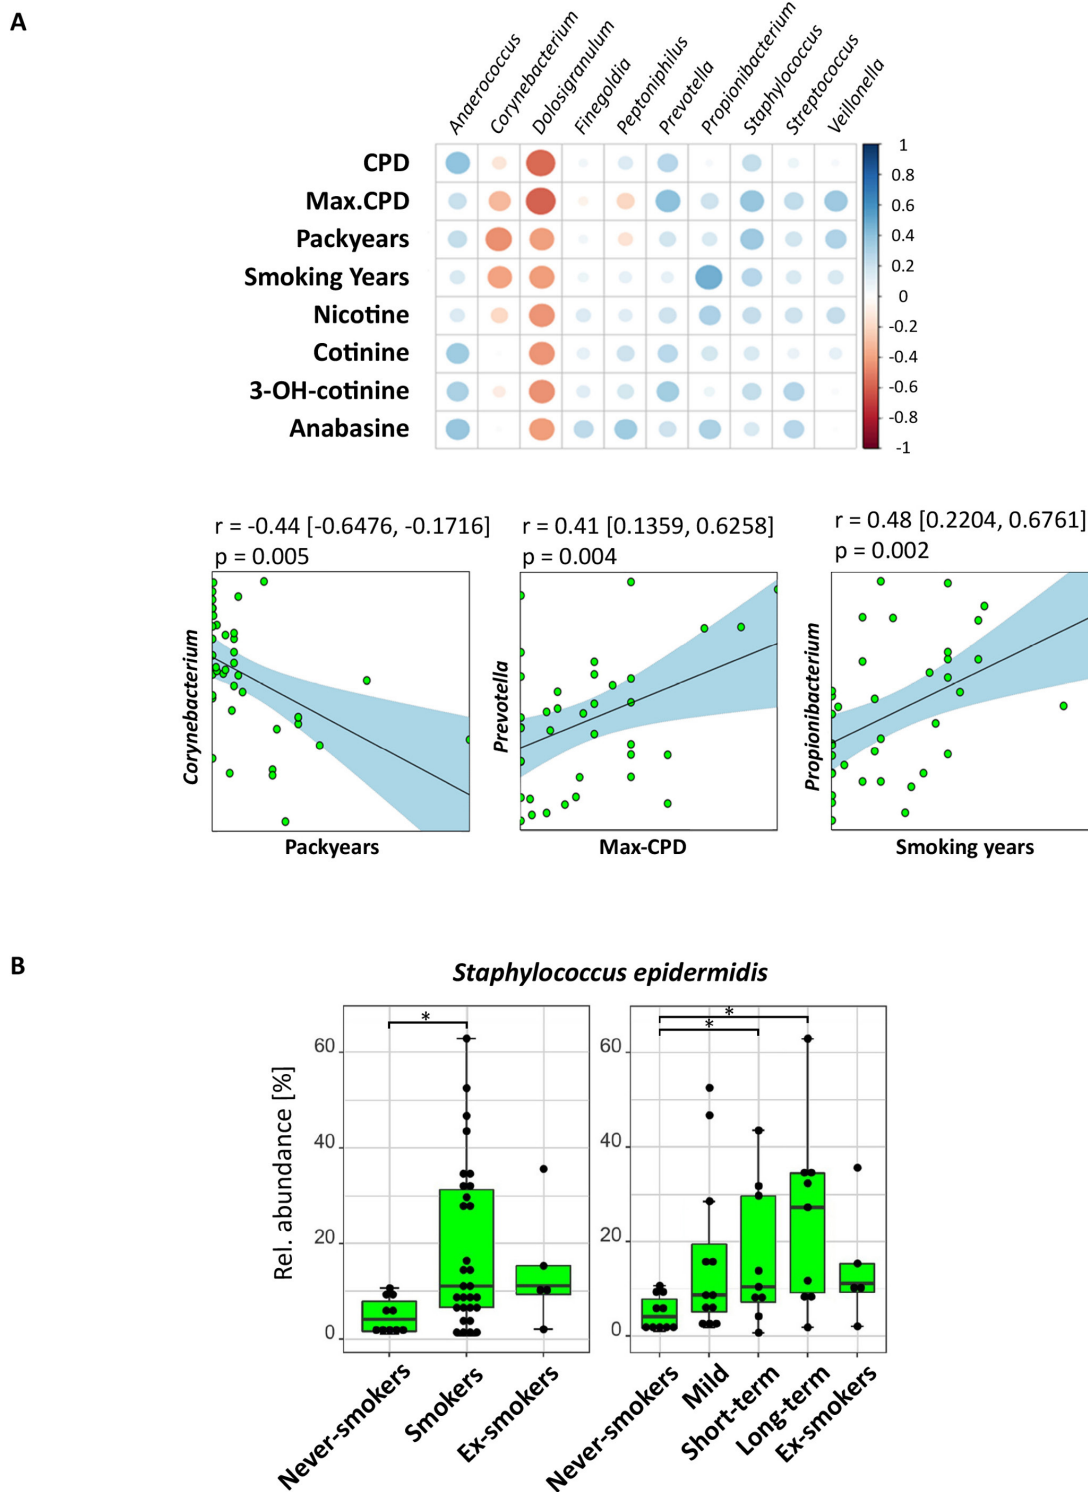 A
Anaerococcus
Corynebacterium
Dolosigranulum
Finegoldia
Peptoniphilus
Prevotella
Propionibacterium
Staphylococcus
Streptococcus
Veillonella
CPD
Max.CPD
Packyears
Smoking Years
Nicotine
Cotinine
3-OH-cotinine
Anabasine
1
0.8
0.6
0.4
0.2
0
-0.2
-0.4
-0.6
-0.8
-1
r = -0.44 [-0.6476, -0.1716]
p = 0.005
Corynebacterium
Packyears
r = 0.41 [0.1359, 0.6258]
p = 0.004
Prevotella
Max-CPD
r = 0.48 [0.2204, 0.6761]
p = 0.002
Propionibacterium
Smoking years
B
Staphylococcus epidermidis
Rel. abundance [%]
60
40
20
0
*
Never-smokers
Smokers
Ex-smokers
60
40
20
0
*
*
Never-smokers
Mild
Short-term
Long-term
Ex-smokers